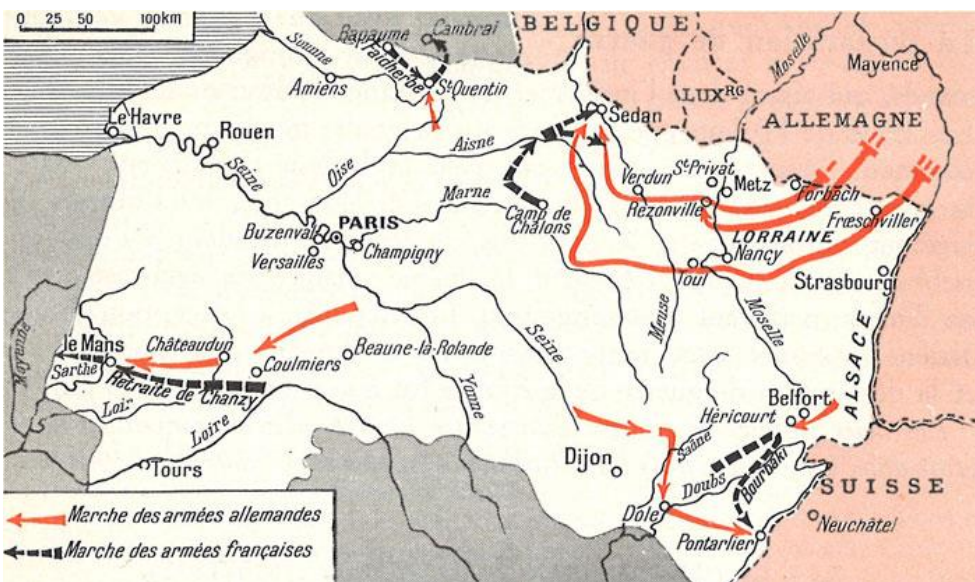 0 25 50 100 km
BELGIQUE
Cambrai
Bapaume
Faidherbe
Somme
Amiens
St Quentin
Moselle
Mayence
LUXRG
ALLEMAGNE
Le Havre
Rouen
Sedan
Aisne
Oise
Seine
Verdun
St Privat
Metz
Forbach
Marne
Camp de
Châlons
Rezonville
Frœschviller
LORRAINE
Buzenval
PARIS
Versailles
Champigny
Nancy
Toul
Strasbourg
Meuse
Moselle
Seine
ALSACE
Mayenne
le Mans
Châteaudun
Sarthe
Coulmiers
Beaune-la-Rolande
Retraite de Chanzy
Loir
Loire
Yonne
Tours
Belfort
Héricourt
Saône
Dijon
Doubs
Bourbaki
SUISSE
Dôle
Neuchâtel
Pontarlier
Marche des armées allemandes
Marche des armées françaises